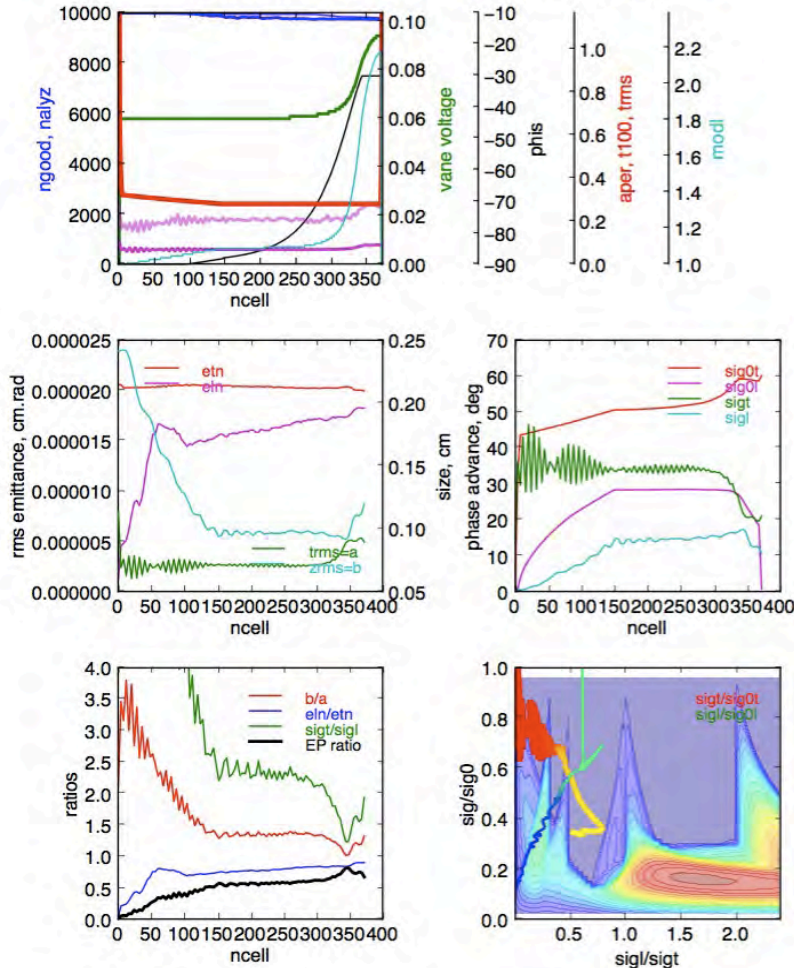 10000
8000
6000
4000
2000
0
ngood, nalyz
0 50 100 150 200 250 300 350
ncell
0.10
0.08
0.06
0.04
0.02
0.00
vane voltage
−10
−20
−30
−40
−50
−60
−70
−80
−90
phis
1.0
0.8
0.6
0.4
0.2
0.0
aper, t100, trms
2.2
2.0
1.8
1.6
1.4
1.2
1.0
modl
0.000025
0.000020
0.000015
0.000010
0.000005
0.000000
rms emittance, cm.rad
etn
eln
trms=a
zrms=b
0.25
0.20
0.15
0.10
0.05
size, cm
0 50 100 150 200 250 300 350 400
ncell
70
60
50
40
30
20
10
0
phase advance, deg
sig0t
sig0l
sigt
sigl
0 50 100 150 200 250 300 350 400
ncell
4.0
3.5
3.0
2.5
2.0
1.5
1.0
0.5
0.0
ratios
b/a
eln/etn
sigt/sigl
EP ratio
0 50 100 150 200 250 300 350 400
ncell
1.0
0.8
0.6
0.4
0.2
0.0
sig/sig0
sigt/sig0t
sigl/sig0l
0.5 1.0 1.5 2.0
sigl/sigt